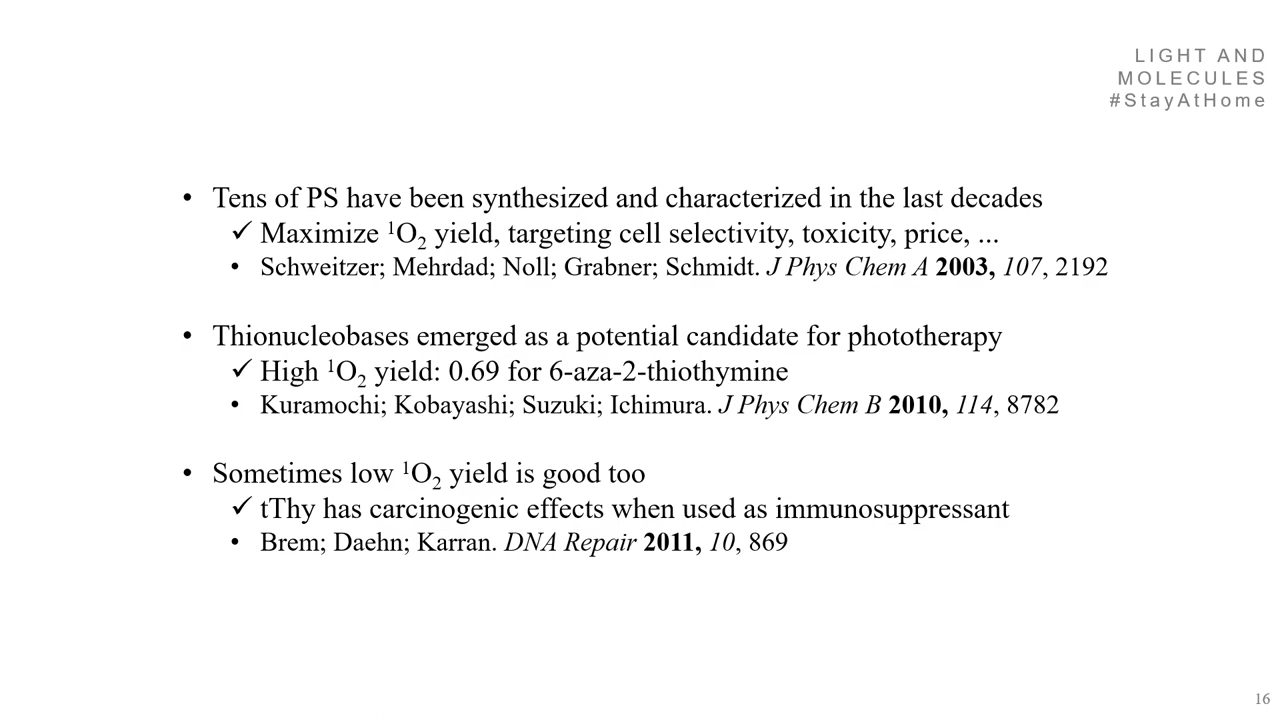 LIGHT AND
MOLECULES
#StayAtHome
• Tens of PS have been synthesized and characterized in the last decades
✓ Maximize ¹O₂ yield, targeting cell selectivity, toxicity, price, ...
• Schweitzer; Mehrdad; Noll; Grabner; Schmidt. J Phys Chem A 2003, 107, 2192
• Thionucleobases emerged as a potential candidate for phototherapy
✓ High ¹O₂ yield: 0.69 for 6-aza-2-thiothymine
• Kuramochi; Kobayashi; Suzuki; Ichimura. J Phys Chem B 2010, 114, 8782
• Sometimes low ¹O₂ yield is good too
✓ tThy has carcinogenic effects when used as immunosuppressant
• Brem; Daehn; Karran. DNA Repair 2011, 10, 869
16